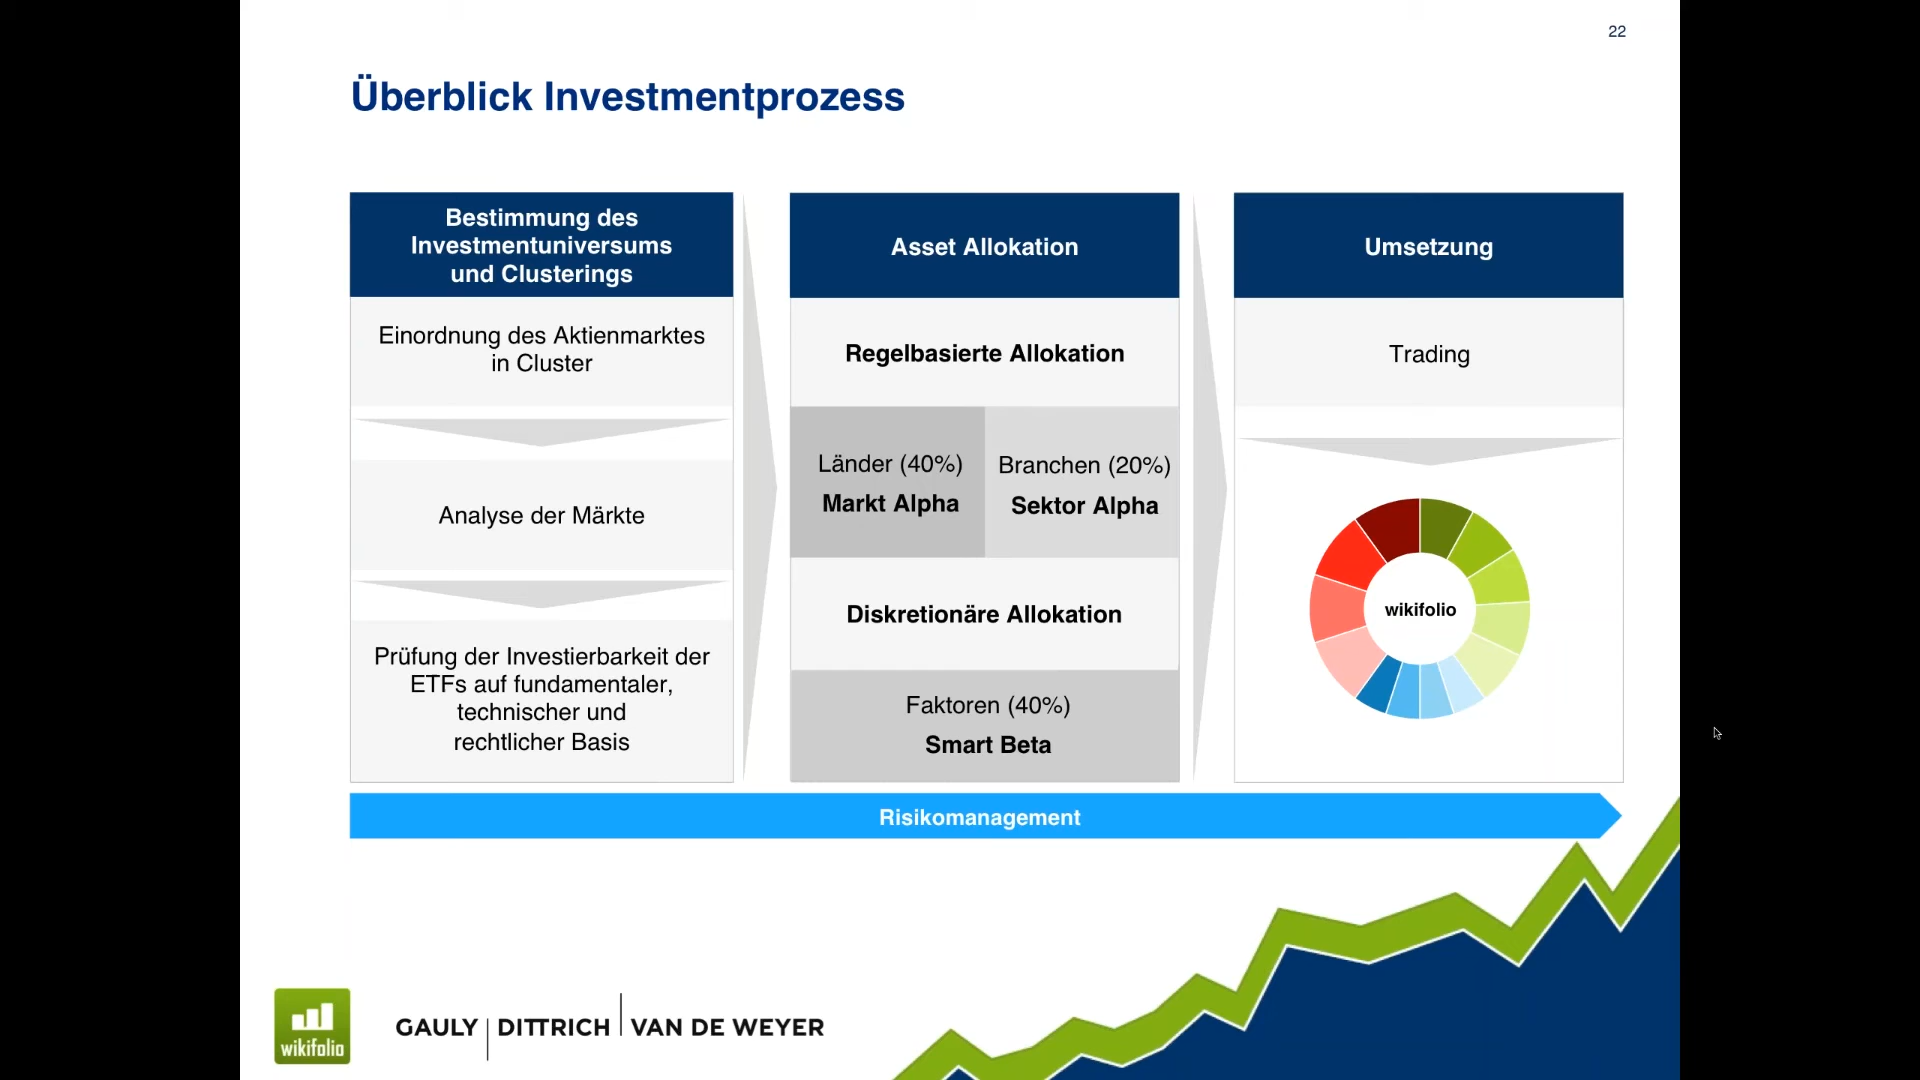 22
Überblick Investmentprozess
Bestimmung des
Investmentuniversums
und Clusterings
Einordnung des Aktienmarktes
in Cluster
Analyse der Märkte
Prüfung der Investierbarkeit der
ETFs auf fundamentaler,
technischer und
rechtlicher Basis
Asset Allokation
Regelbasierte Allokation
Länder (40%)
Markt Alpha
Branchen (20%)
Sektor Alpha
Diskretionäre Allokation
Faktoren (40%)
Smart Beta
Umsetzung
Trading
wikifolio
Risikomanagement
wikifolio
GAULY DITTRICH VAN DE WEYER